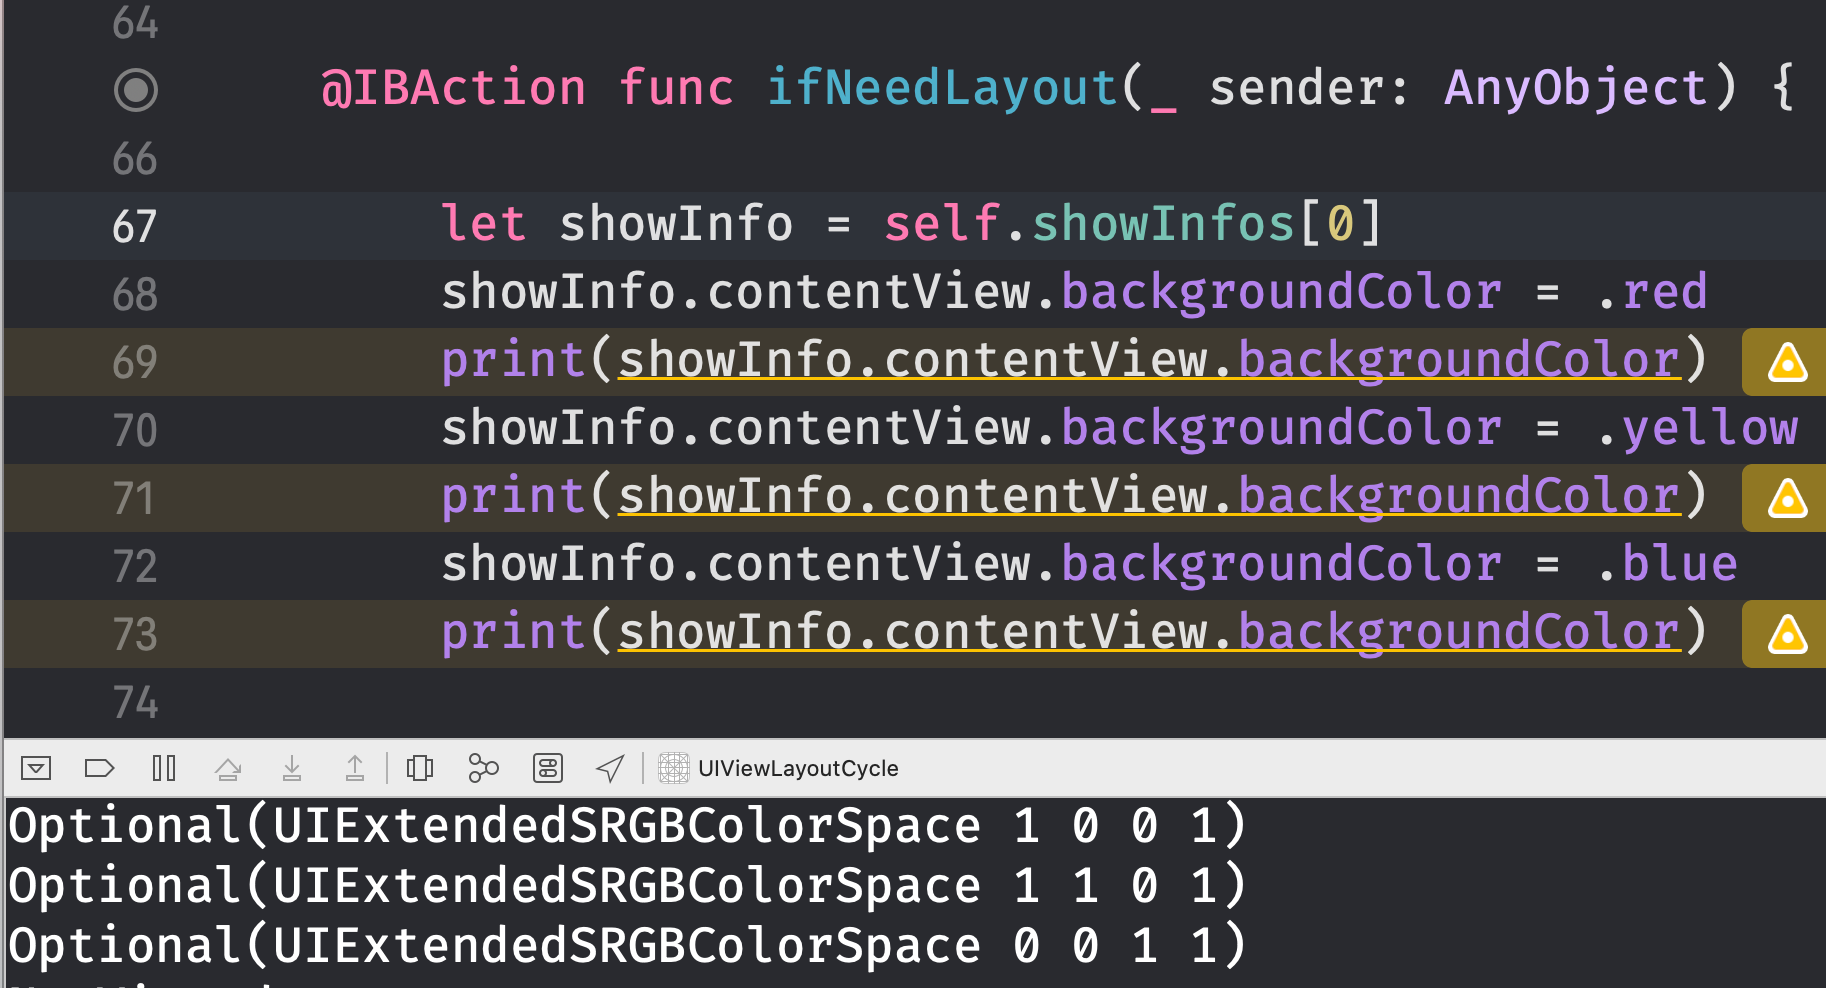 64
@IBAction func ifNeedLayout(_ sender: AnyObject) {
66
67 let showInfo = self.showInfos[0]
68 showInfo.contentView.backgroundColor = .red
69 print(showInfo.contentView.backgroundColor)
70 showInfo.contentView.backgroundColor = .yellow
71 print(showInfo.contentView.backgroundColor)
72 showInfo.contentView.backgroundColor = .blue
73 print(showInfo.contentView.backgroundColor)
74
UIViewLayoutCycle
Optional(UIExtendedSRGBColorSpace 1 0 0 1)
Optional(UIExtendedSRGBColorSpace 1 1 0 1)
Optional(UIExtendedSRGBColorSpace 0 0 1 1)